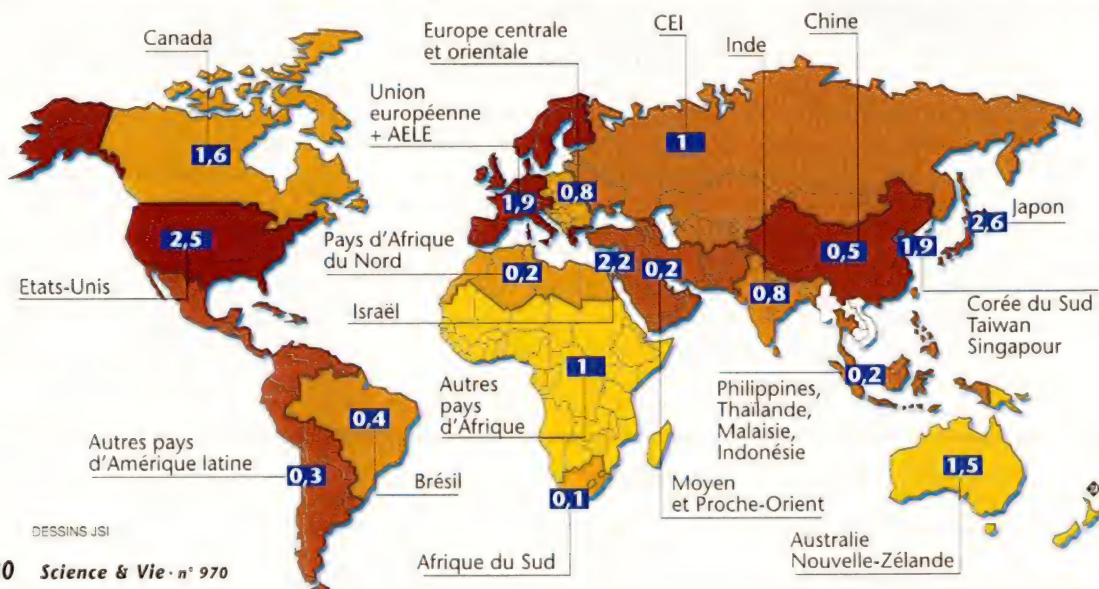 Canada
1,6
2,5
Etats-Unis
Europe centrale
et orientale
Union
européenne
+ AELE
1,9
0,8
CEI
1
Inde
0,8
Chine
0,5
Japon
2,6
1,9
Corée du Sud
Taiwan
Singapour
Pays d'Afrique
du Nord
0,2
Israël
2,2
0,2
Moyen
et Proche-Orient
Autres
pays
d'Afrique
1
Philippines,
Thaïlande,
Malaisie,
Indonésie
0,2
Autres pays
d'Amérique latine
0,3
0,4
Brésil
0,1
Afrique du Sud
1,5
Australie
Nouvelle-Zélande
DESSINS JSI
0 Science & Vie · n° 970